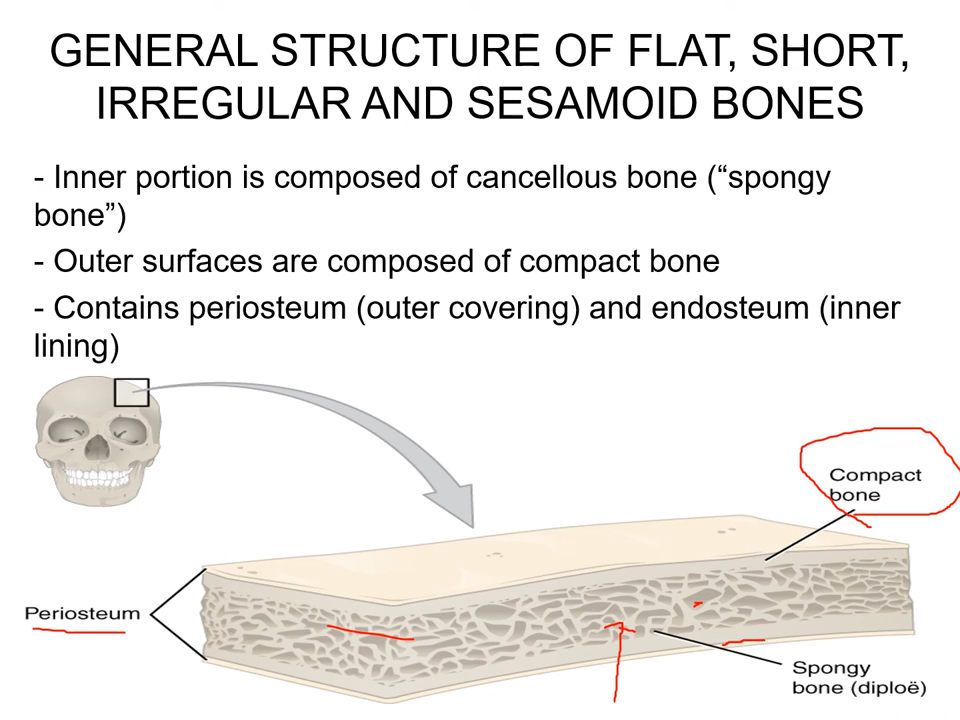 GENERAL STRUCTURE OF FLAT, SHORT,
IRREGULAR AND SESAMOID BONES
- Inner portion is composed of cancellous bone (“spongy
bone”)
- Outer surfaces are composed of compact bone
- Contains periosteum (outer covering) and endosteum (inner
lining)
Compact
bone
Periosteum
Spongy
bone (diploë)